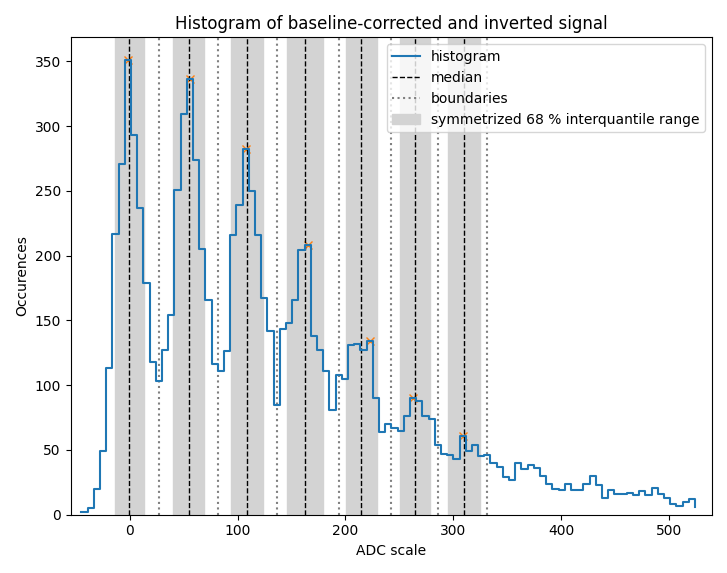 Histogram of baseline-corrected and inverted signal
histogram
median
boundaries
symmetrized 68 % interquantile range
Occurences
350
300
250
200
150
100
50
0
0 100 200 300 400 500
ADC scale